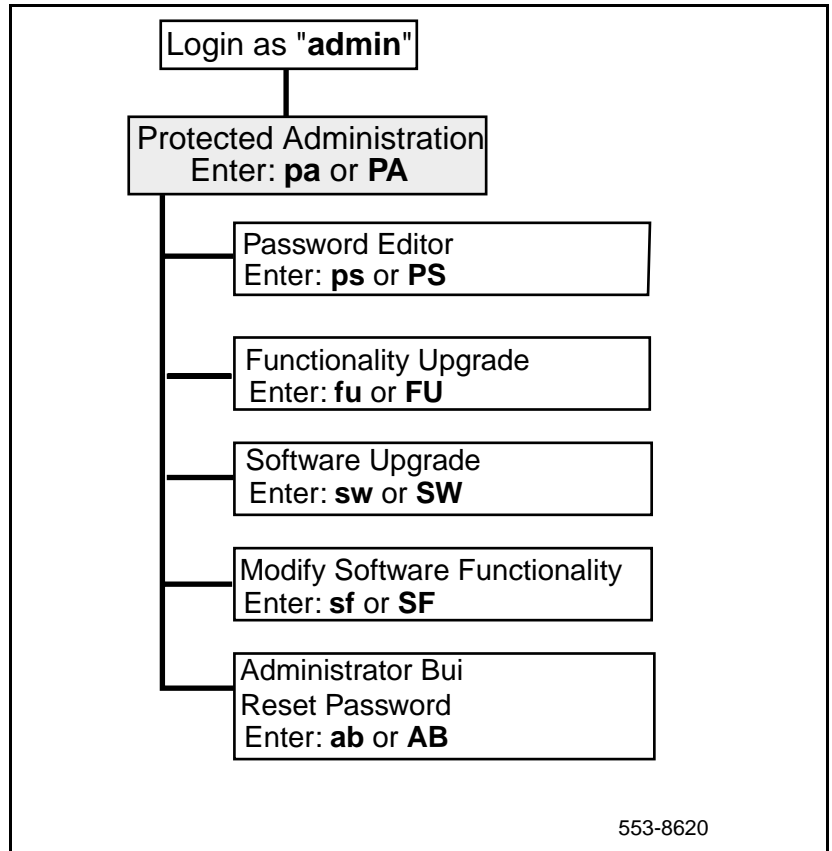 Login as "admin"
Protected Administration
Enter: pa or PA
Password Editor
Enter: ps or PS
Functionality Upgrade
Enter: fu or FU
Software Upgrade
Enter: sw or SW
Modify Software Functionality
Enter: sf or SF
Administrator Bui
Reset Password
Enter: ab or AB
553-8620